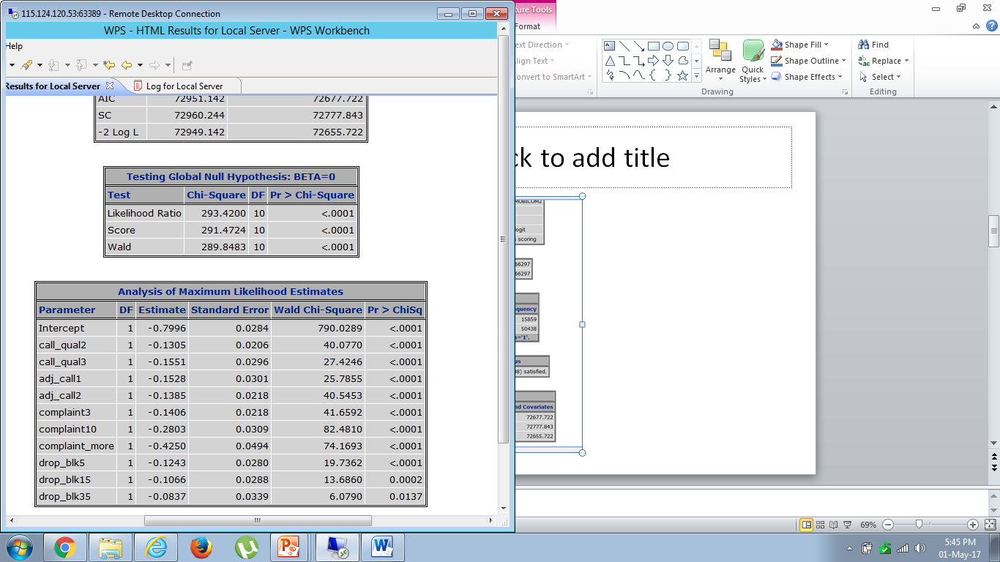 115.124.120.53:63389 - Remote Desktop Connection
WPS - HTML Results for Local Server - WPS Workbench
Help
Results for Local Server
Log for Local Server
AIC 72951.142 72677.722
SC 72960.244 72777.843
-2 Log L 72949.142 72655.722
Testing Global Null Hypothesis: BETA=0
Test Chi-Square DF Pr > Chi-Square
Likelihood Ratio 293.4200 10 <.0001
Score 291.4724 10 <.0001
Wald 289.8483 10 <.0001
Analysis of Maximum Likelihood Estimates
Parameter DF Estimate Standard Error Wald Chi-Square Pr > ChiSq
Intercept 1 -0.7996 0.0284 790.0289 <.0001
call_qual2 1 -0.1305 0.0206 40.0770 <.0001
call_qual3 1 -0.1551 0.0296 27.4246 <.0001
adj_call1 1 -0.1528 0.0301 25.7855 <.0001
adj_call2 1 -0.1385 0.0218 40.5453 <.0001
complaint3 1 -0.1406 0.0218 41.6592 <.0001
complaint10 1 -0.2803 0.0309 82.4810 <.0001
complaint_more 1 -0.4250 0.0494 74.1693 <.0001
drop_blk5 1 -0.1243 0.0280 19.7362 <.0001
drop_blk15 1 -0.1066 0.0288 13.6860 0.0002
drop_blk35 1 -0.0837 0.0339 6.0790 0.0137
ture Tools
Format
ext Direction
lign Text
onvert to SmartArt
Arrange
Quick
Styles
Shape Fill
Shape Outline
Shape Effects
Drawing
Find
Replace
Select
Editing
ck to add title
MOBICOM2
logit
s scoring
66297
66297
equency
15859
50438
n='1'.
us
08) satisfied.
nd Covariates
72677.722
72777.843
72655.722
69%
5:45 PM
01-May-17